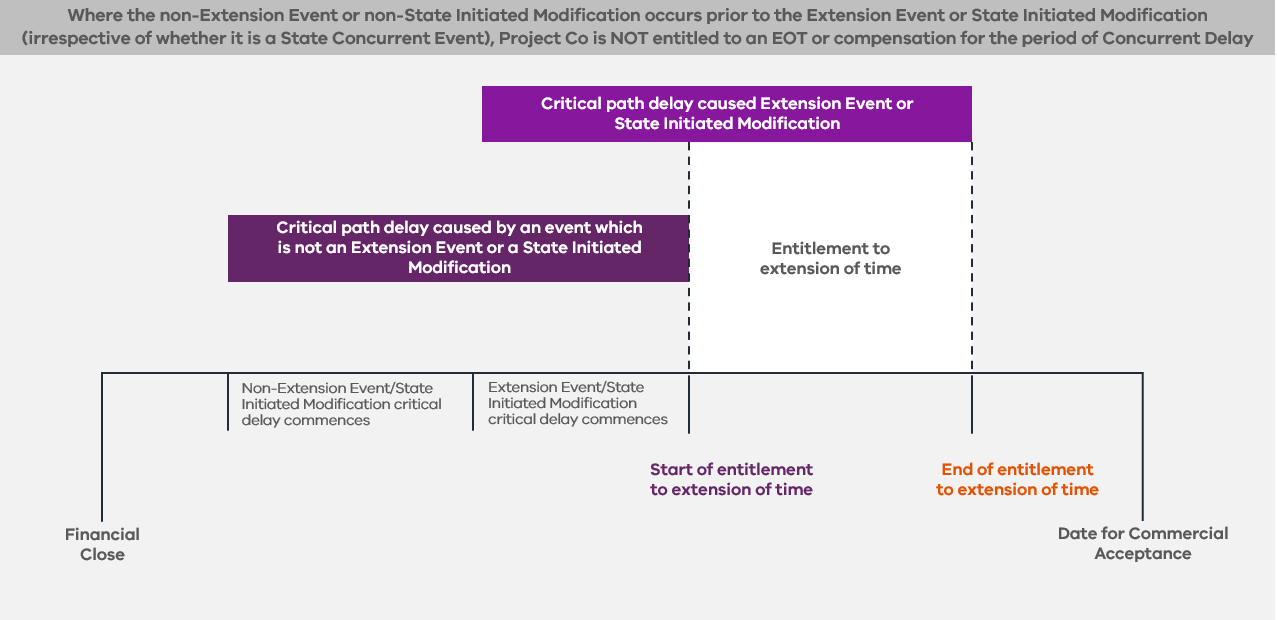 Where the non-Extension Event or non-State Initiated Modification occurs prior to the Extension Event or State Initiated Modification
(irrespective of whether it is a State Concurrent Event), Project Co is NOT entitled to an EOT or compensation for the period of Concurrent Delay
Critical path delay caused Extension Event or
State Initiated Modification
Critical path delay caused by an event which
is not an Extension Event or a State Initiated
Modification
Entitlement to
extension of time
Non-Extension Event/State
Initiated Modification critical
delay commences
Extension Event/State
Initiated Modification
critical delay commences
Start of entitlement
to extension of time
End of entitlement
to extension of time
Financial
Close
Date for Commercial
Acceptance